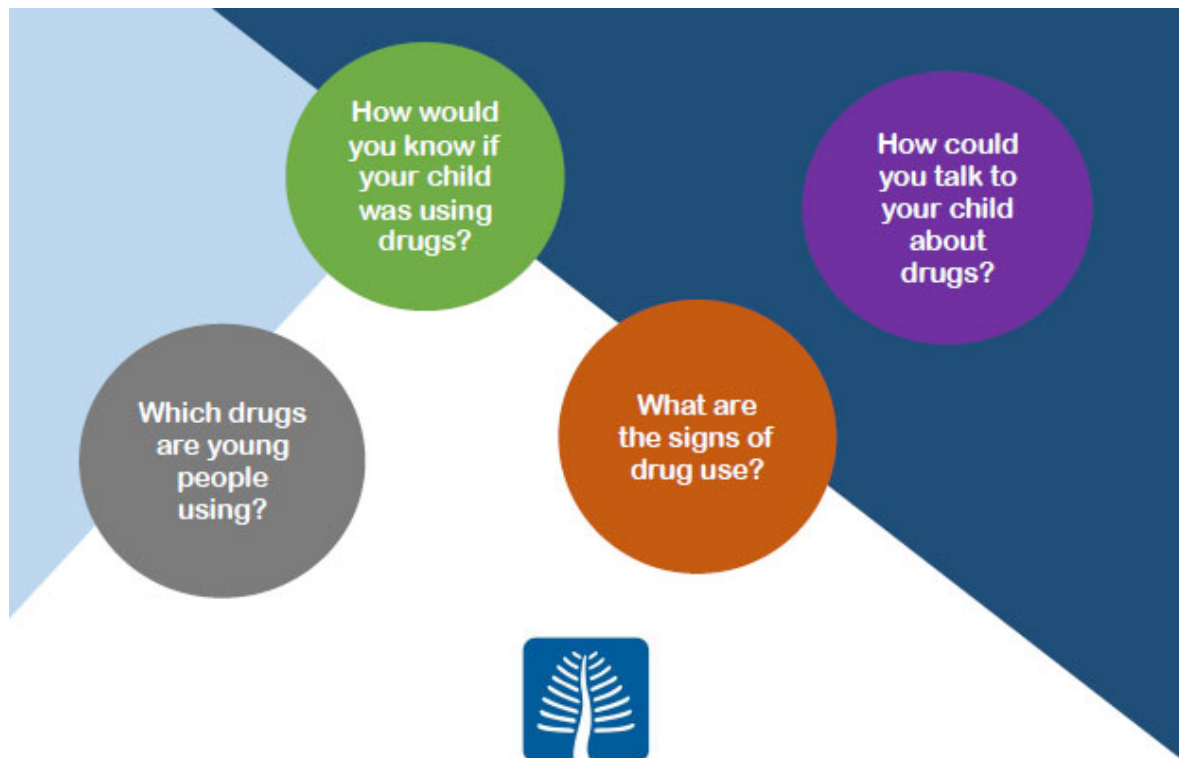 How would
you know if
your child
was using
drugs?
How could
you talk to
your child
about
drugs?
Which drugs
are young
people
using?
What are
the signs of
drug use?